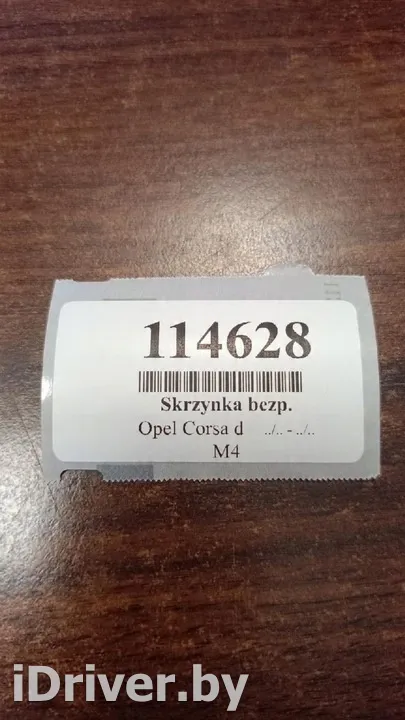 114628
Skrzynka bezp.
Opel Corsa d ../.. - ../..
M4
iDriver.by